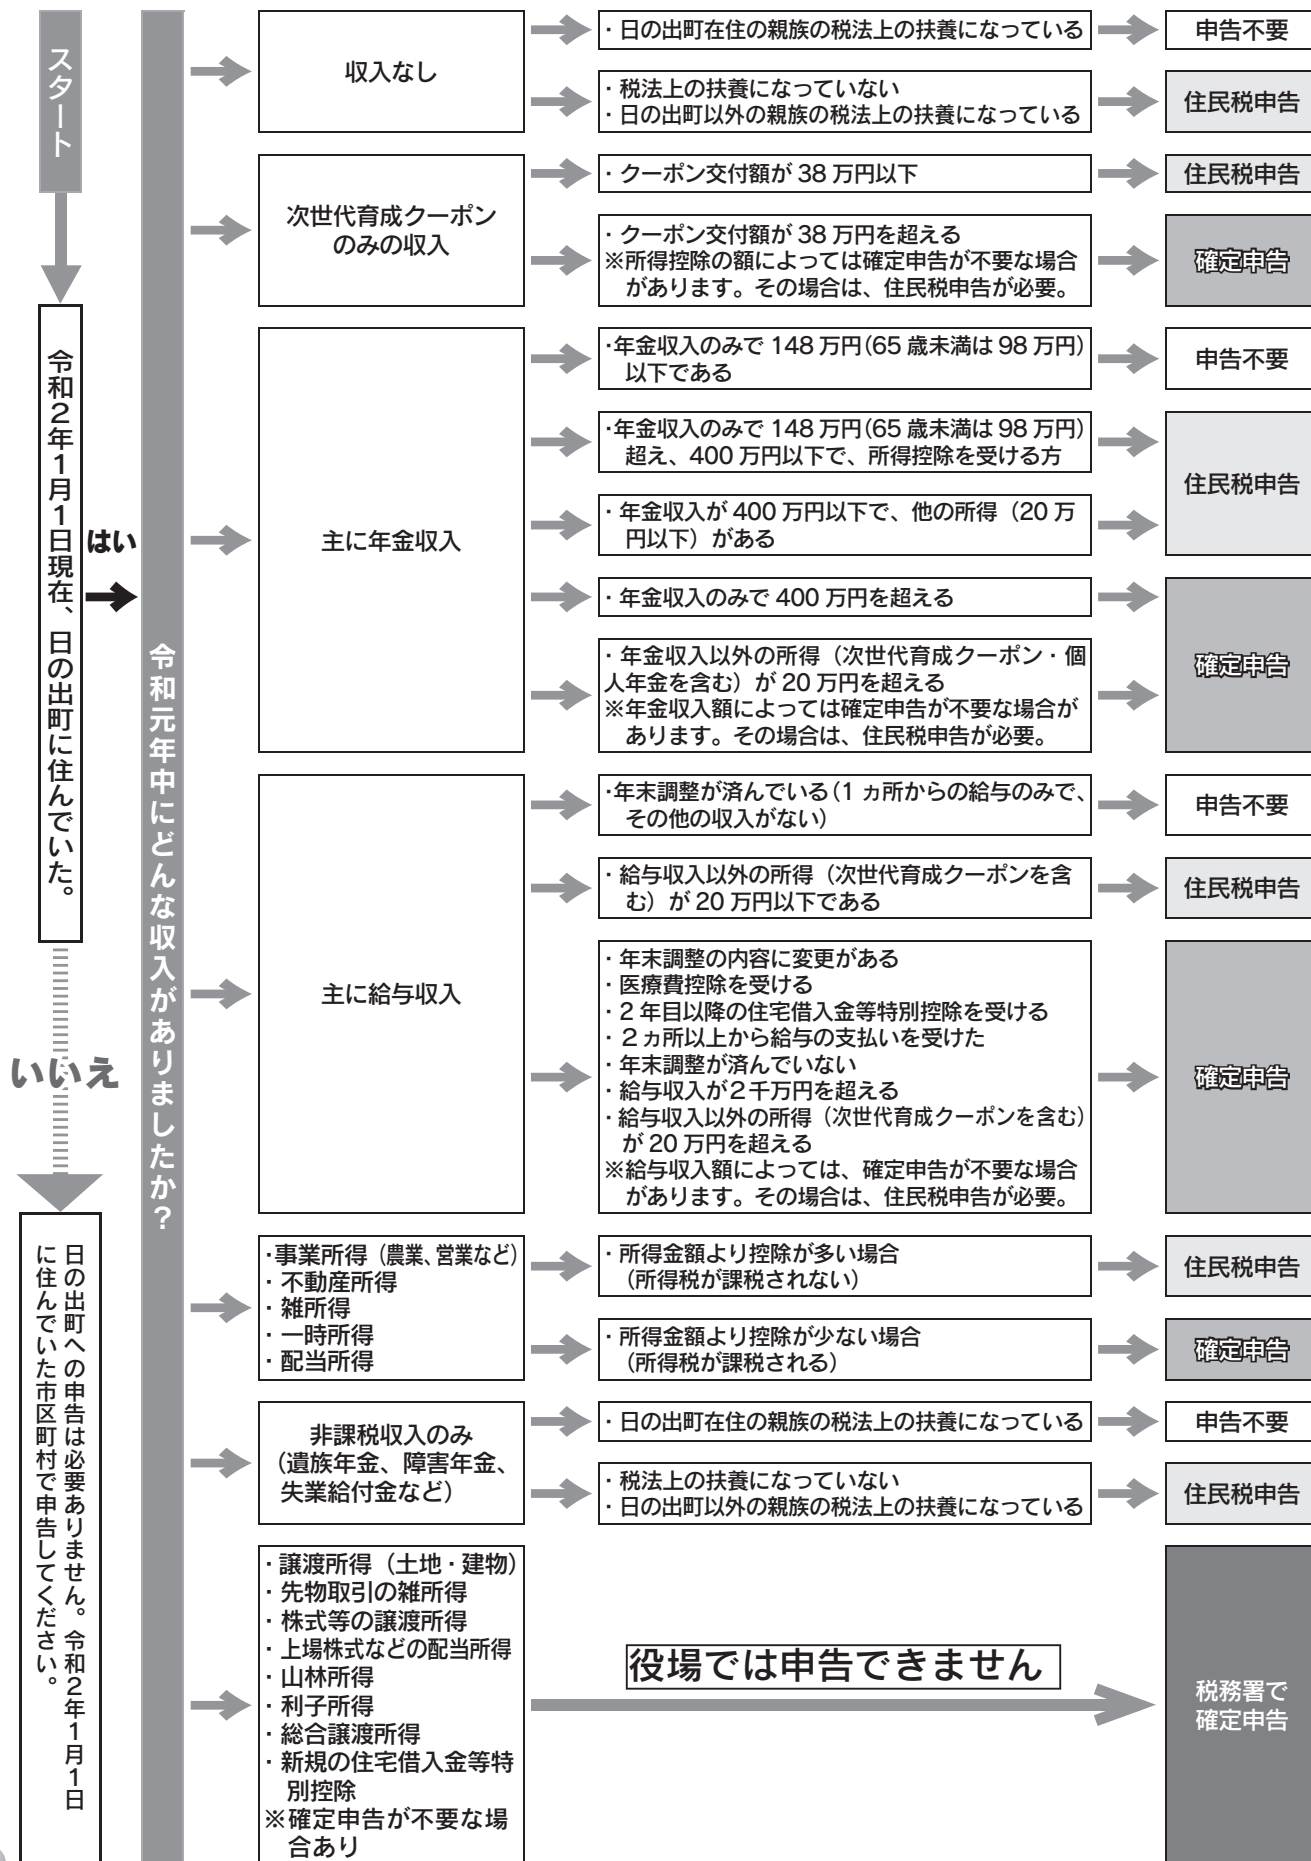 スタート
令和2年1月1日現在、日の出町に住んでいた。
はい
いいえ
日の出町への申告は必要ありません。令和2年1月1日
に住んでいた市区町村で申告してください。
令和元年中にどんな収入がありましたか？
収入なし
・日の出町在住の親族の税法上の扶養になっている
申告不要
・税法上の扶養になっていない
・日の出町以外の親族の税法上の扶養になっている
住民税申告
次世代育成クーポン
のみの収入
・クーポン交付額が 38 万円以下
住民税申告
・クーポン交付額が 38 万円を超える
※所得控除の額によっては確定申告が不要な場合
があります。その場合は、住民税申告が必要。
確定申告
主に年金収入
・年金収入のみで 148 万円（65 歳未満は 98 万円）
以下である
申告不要
・年金収入のみで 148 万円（65 歳未満は 98 万円）
超え、400 万円以下で、所得控除を受ける方
・年金収入が 400 万円以下で、他の所得（20 万
円以下）がある
住民税申告
・年金収入のみで 400 万円を超える
・年金収入以外の所得（次世代育成クーポン・個
人年金を含む）が 20 万円を超える
※年金収入額によっては確定申告が不要な場合が
あります。その場合は、住民税申告が必要。
確定申告
主に給与収入
・年末調整が済んでいる（1 ヵ所からの給与のみで、
その他の収入がない）
申告不要
・給与収入以外の所得（次世代育成クーポンを含
む）が 20 万円以下である
住民税申告
・年末調整の内容に変更がある
・医療費控除を受ける
・2 年目以降の住宅借入金等特別控除を受ける
・２ヵ所以上から給与の支払いを受けた
・年末調整が済んでいない
・給与収入が２千万円を超える
・給与収入以外の所得（次世代育成クーポンを含む）
が 20 万円を超える
※給与収入額によっては、確定申告が不要な場合
があります。その場合は、住民税申告が必要。
確定申告
・事業所得（農業、営業など）
・不動産所得
・雑所得
・一時所得
・配当所得
・所得金額より控除が多い場合
（所得税が課税されない）
住民税申告
・所得金額より控除が少ない場合
（所得税が課税される）
確定申告
非課税収入のみ
（遺族年金、障害年金、
失業給付金など）
・日の出町在住の親族の税法上の扶養になっている
申告不要
・税法上の扶養になっていない
・日の出町以外の親族の税法上の扶養になっている
住民税申告
・譲渡所得（土地・建物）
・先物取引の雑所得
・株式等の譲渡所得
・上場株式などの配当所得
・山林所得
・利子所得
・総合譲渡所得
・新規の住宅借入金等特
別控除
※確定申告が不要な場
合あり
役場では申告できません
税務署で
確定申告